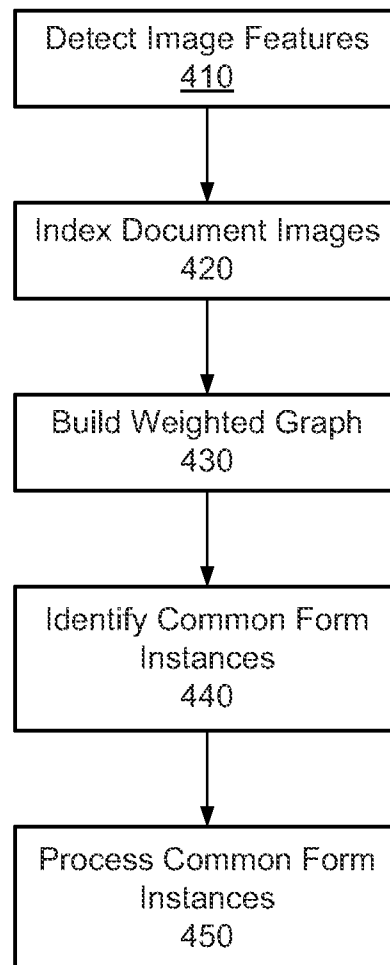 Detect Image Features
410
Index Document Images
420
Build Weighted Graph
430
Identify Common Form
Instances
440
Process Common Form
Instances
450